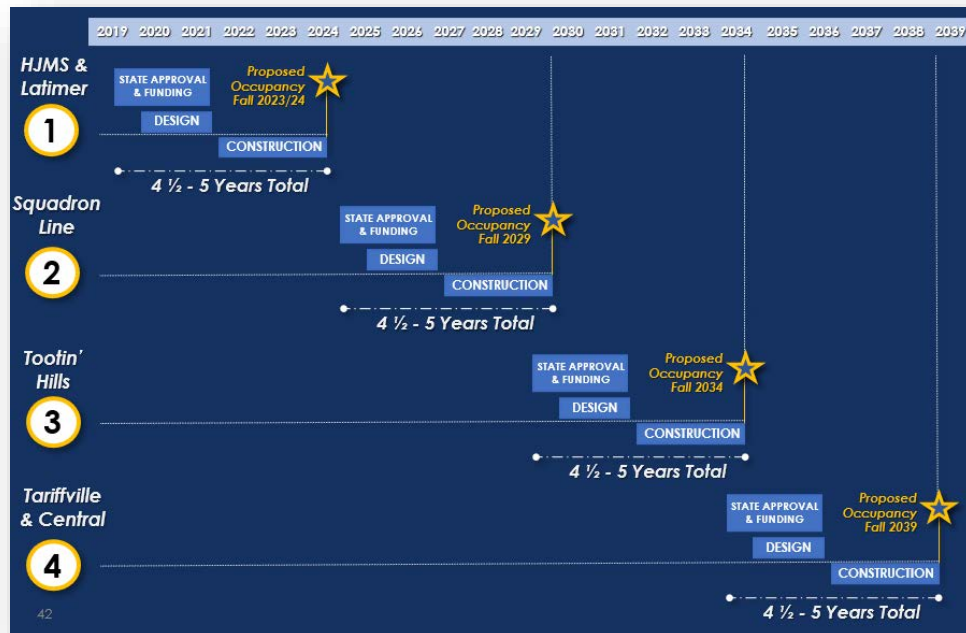 2019 2020 2021 2022 2023 2024 2025 2026 2027 2028 2029 2030 2031 2032 2033 2034 2035 2036 2037 2038 2039
HJMS &
Latimer
1
STATE APPROVAL
& FUNDING
DESIGN
CONSTRUCTION
Proposed
Occupancy
Fall 2023/24
4 ½ - 5 Years Total
Squadron
Line
2
STATE APPROVAL
& FUNDING
DESIGN
CONSTRUCTION
Proposed
Occupancy
Fall 2029
4 ½ - 5 Years Total
Tootin'
Hills
3
STATE APPROVAL
& FUNDING
DESIGN
CONSTRUCTION
Proposed
Occupancy
Fall 2034
4 ½ - 5 Years Total
Tariffville
& Central
4
STATE APPROVAL
& FUNDING
DESIGN
CONSTRUCTION
Proposed
Occupancy
Fall 2039
4 ½ - 5 Years Total
42